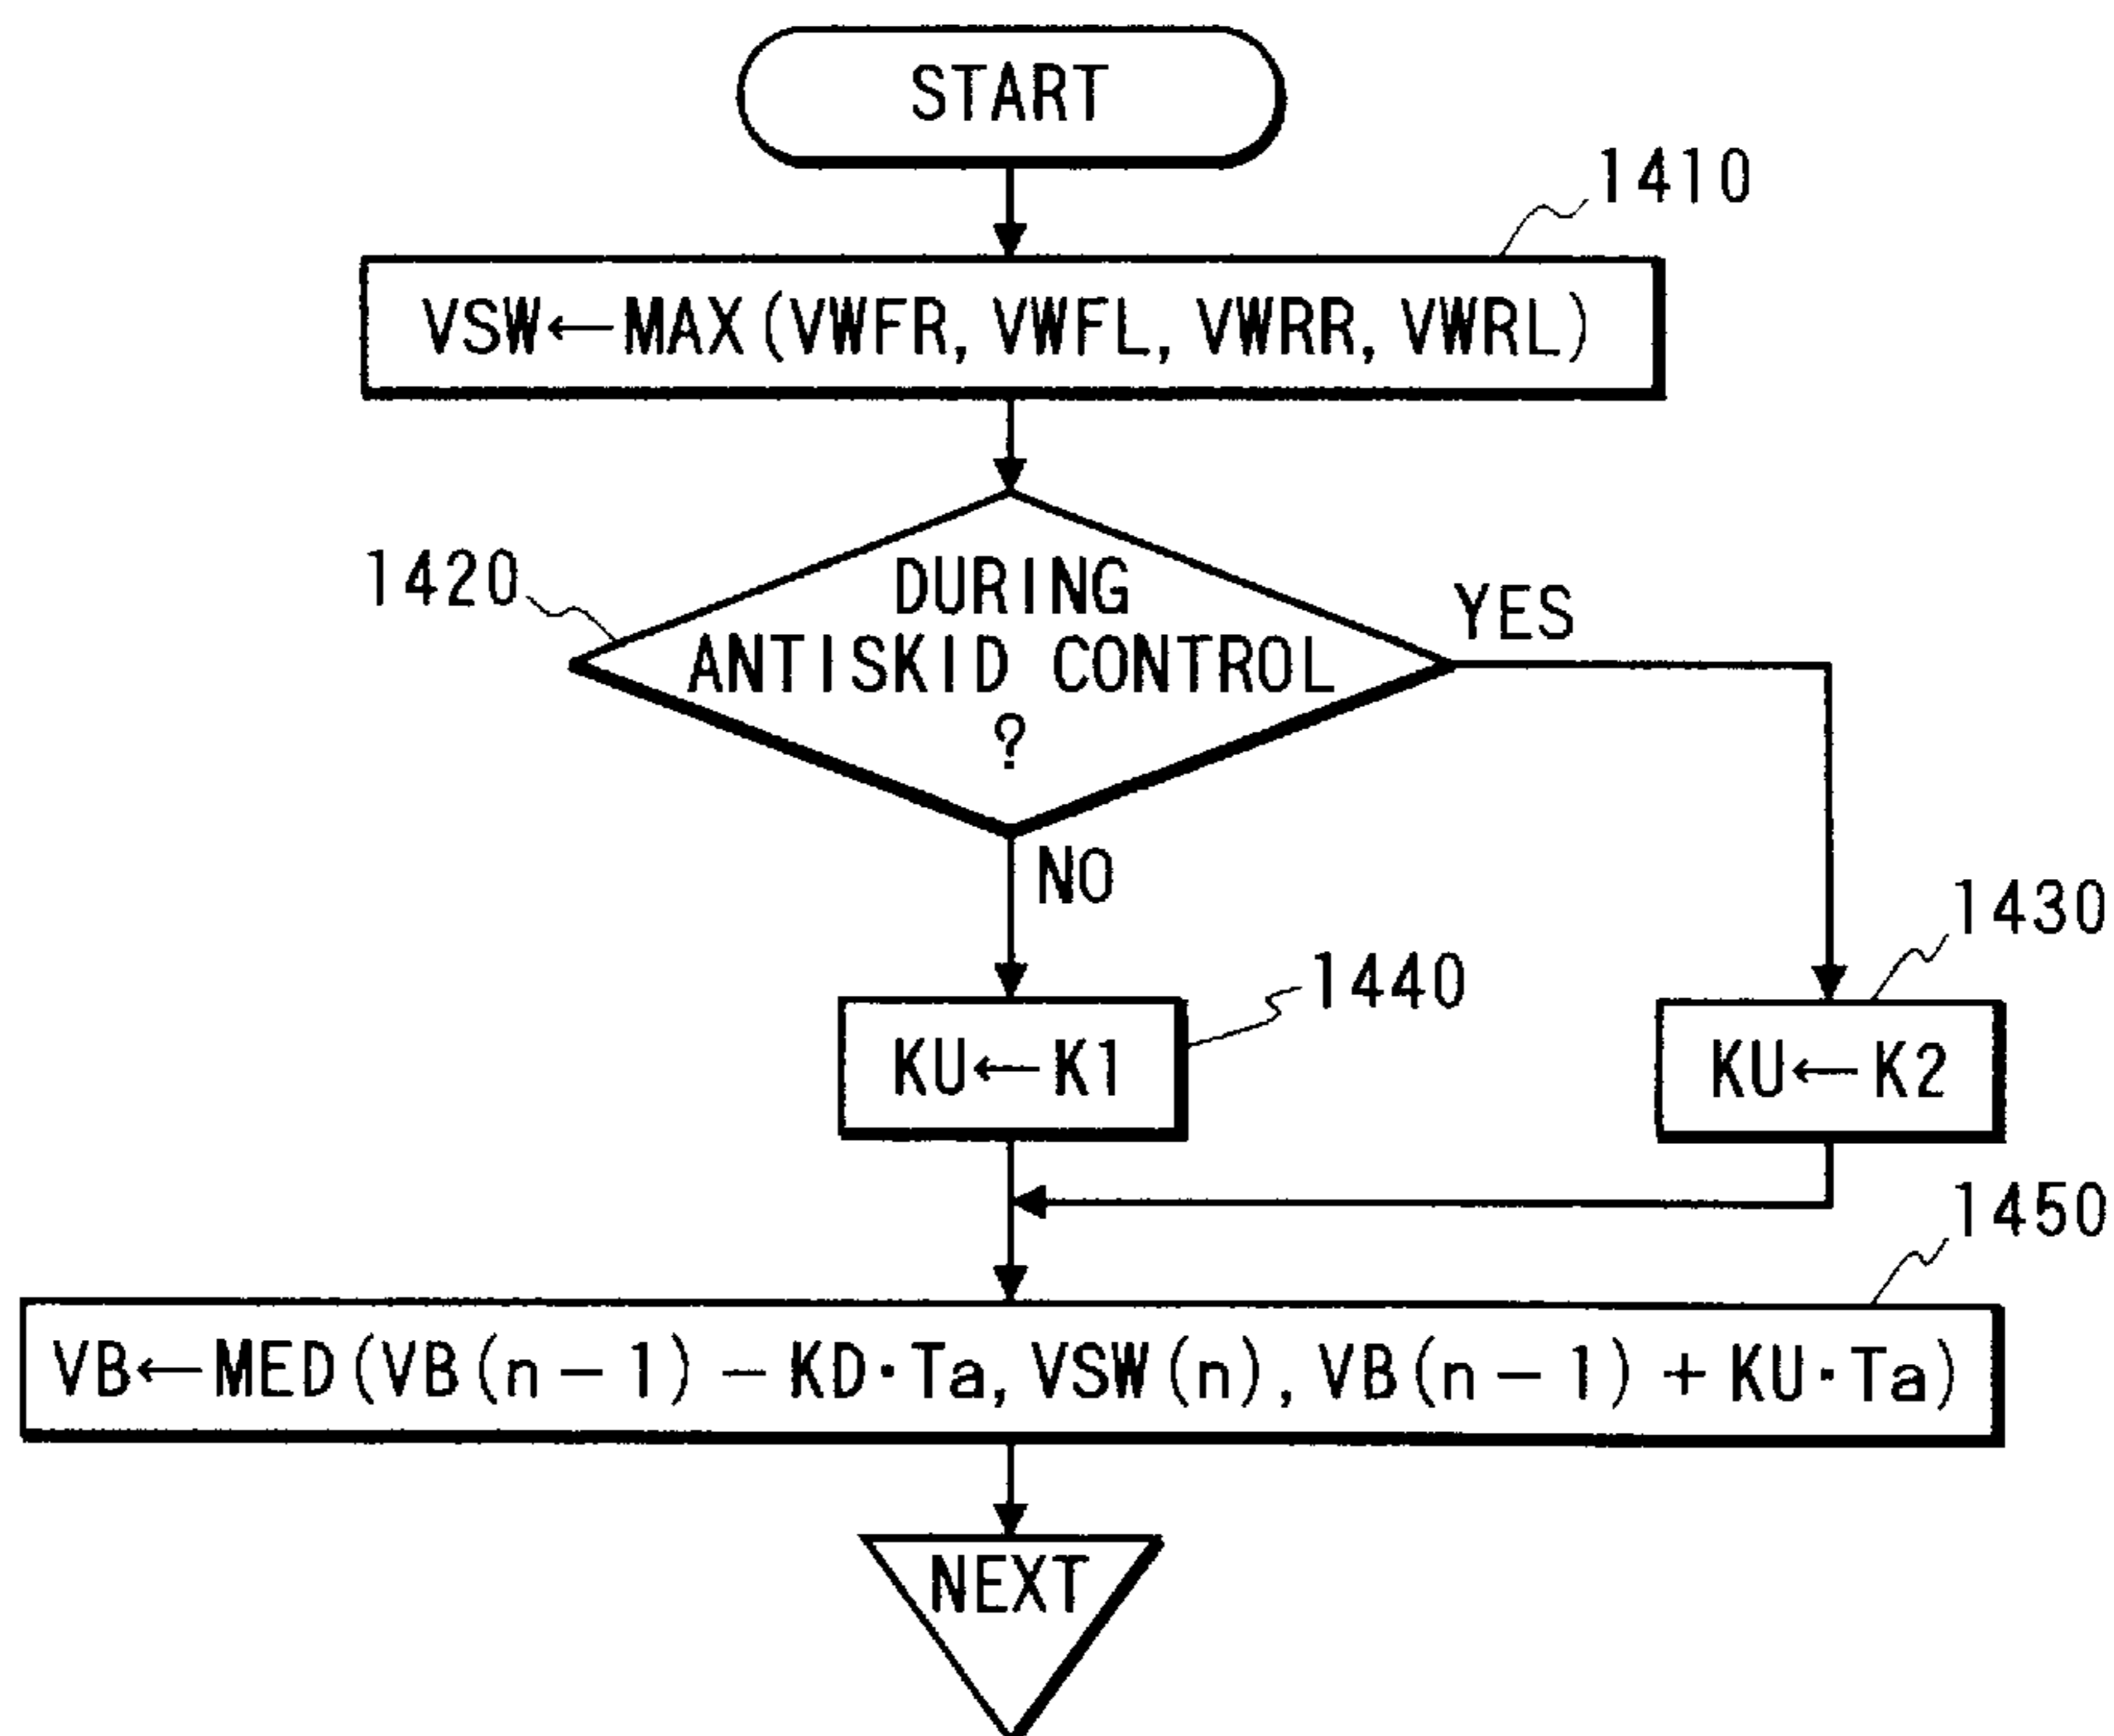 START
1410
VSW←MAX(VWFR, VWFL, VWRR, VWRL)
1420
DURING
ANTISKID CONTROL
?
YES
NO
1430
1440
KU←K1
KU←K2
1450
VB←MED(VB(n-1)-KD·Ta, VSW(n), VB(n-1)+KU·Ta)
NEXT